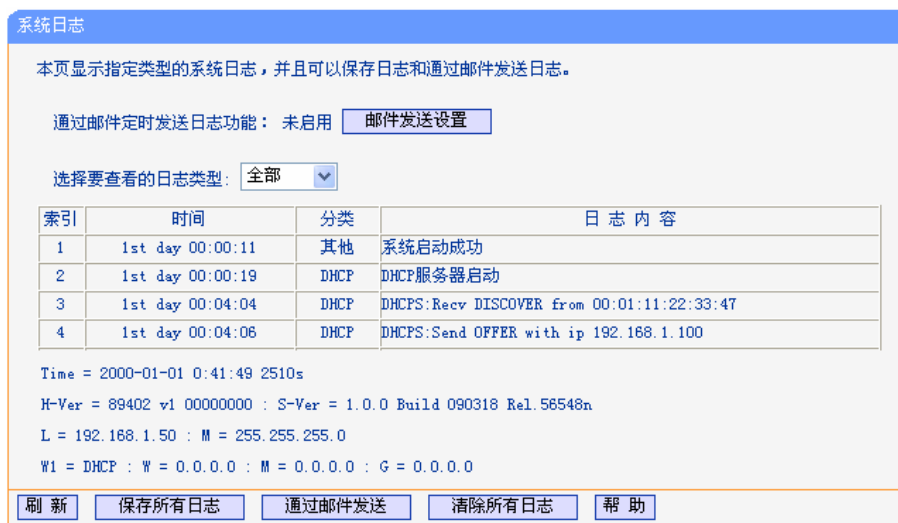 系统日志
本页显示指定类型的系统日志，并且可以保存日志和通过邮件发送日志。
通过邮件定时发送日志功能： 未启用 邮件发送设置
选择要查看的日志类型: 全部
索引 时间 分类 日 志 内 容
1 1st day 00:00:11 其他 系统启动成功
2 1st day 00:00:19 DHCP DHCP服务器启动
3 1st day 00:04:04 DHCP DHCPS:Recv DISCOVER from 00:01:11:22:33:47
4 1st day 00:04:06 DHCP DHCPS:Send OFFER with ip 192.168.1.100
Time = 2000-01-01 0:41:49 2510s
H-Ver = 89402 v1 00000000 : S-Ver = 1.0.0 Build 090318 Rel.56548n
L = 192.168.1.50 : M = 255.255.255.0
W1 = DHCP : W = 0.0.0.0 : M = 0.0.0.0 : G = 0.0.0.0
刷 新 保存所有日志 通过邮件发送 清除所有日志 帮 助